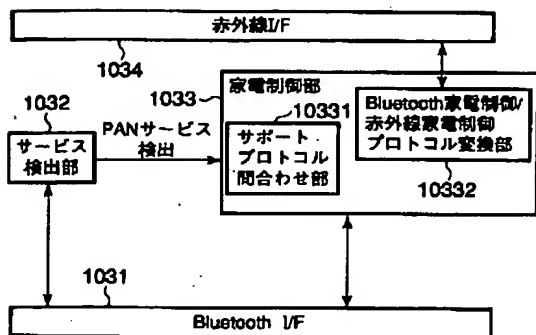 赤外線I/F
1034
家電制御部
1033
1032
10331
PANサービス
検出
サービス
検出部
サポート
プロトコル
問合わせ部
Bluetooth家電制御/
赤外線家電制御
プロトコル変換部
10332
1031
Bluetooth I/F